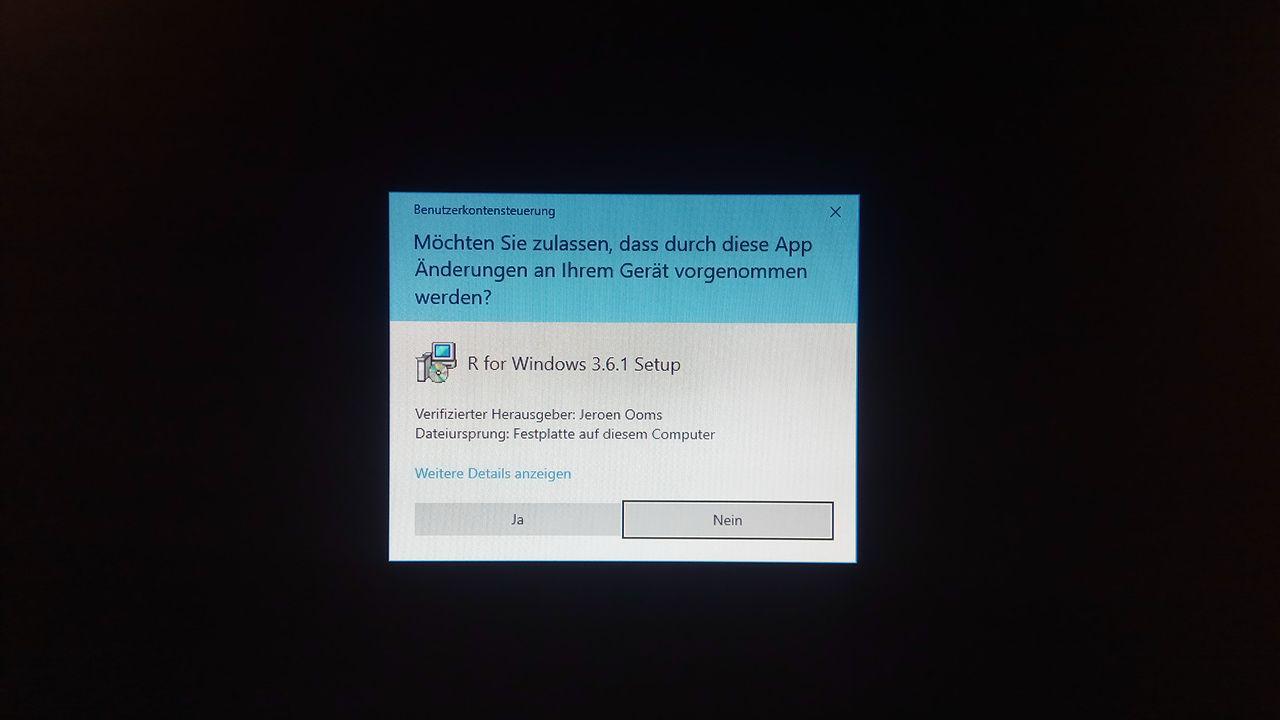 Benutzerkontensteuerung
Möchten Sie zulassen, dass durch diese App
Änderungen an Ihrem Gerät vorgenommen
werden?
R for Windows 3.6.1 Setup
Verifizierter Herausgeber: Jeroen Ooms
Dateiursprung: Festplatte auf diesem Computer
Weitere Details anzeigen
Ja
Nein